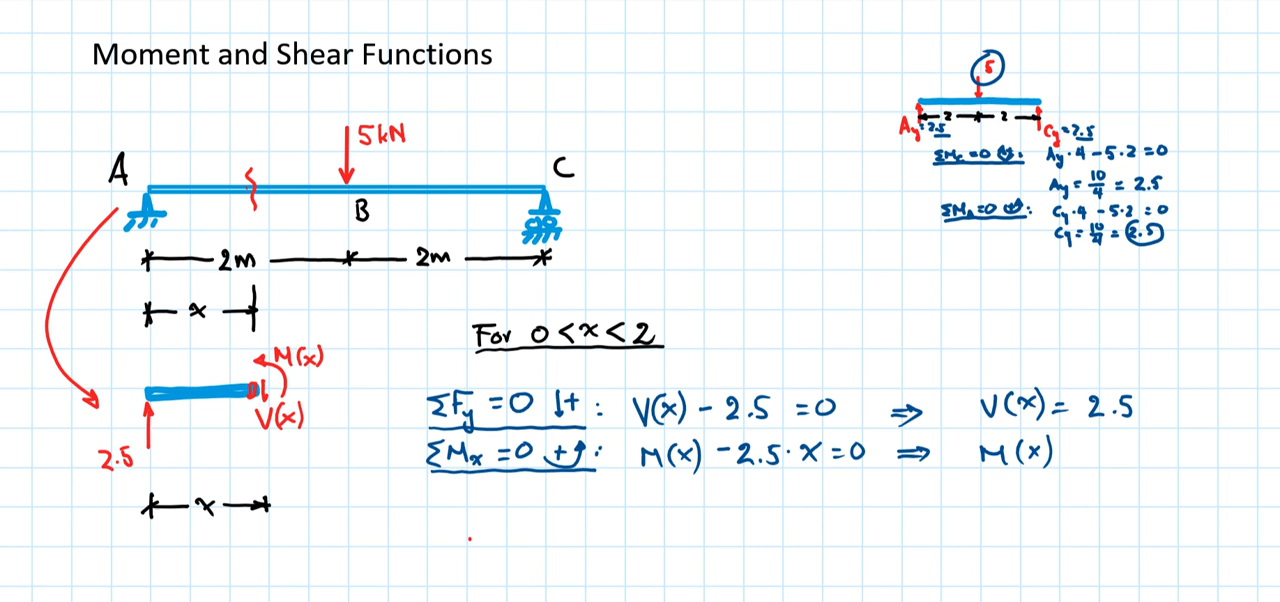 Moment and Shear Functions
5
2 2
Ay=2.5 Cy=2.5
ΣMc=0 ↺+: Ay·4-5·2=0
Ay=10/4=2.5
5kN
A C
B
ΣMA=0 ↺+: Cy·4-5·2=0
Cy=10/4=2.5
2m 2m
x
For 0<x<2
M(x)
V(x)
2.5
ΣFy=0 ↓+: V(x)-2.5=0 ⇒ V(x)=2.5
ΣMx=0 +↺: M(x)-2.5·x=0 ⇒ M(x)
x